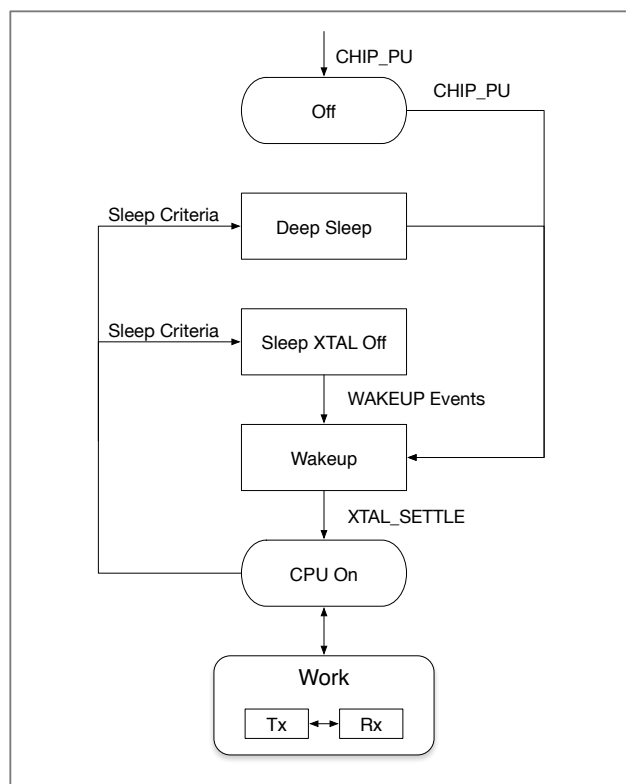 CHIP_PU
Off
CHIP_PU
Sleep Criteria
Deep Sleep
Sleep Criteria
Sleep XTAL Off
WAKEUP Events
Wakeup
XTAL_SETTLE
CPU On
Work
Tx
Rx